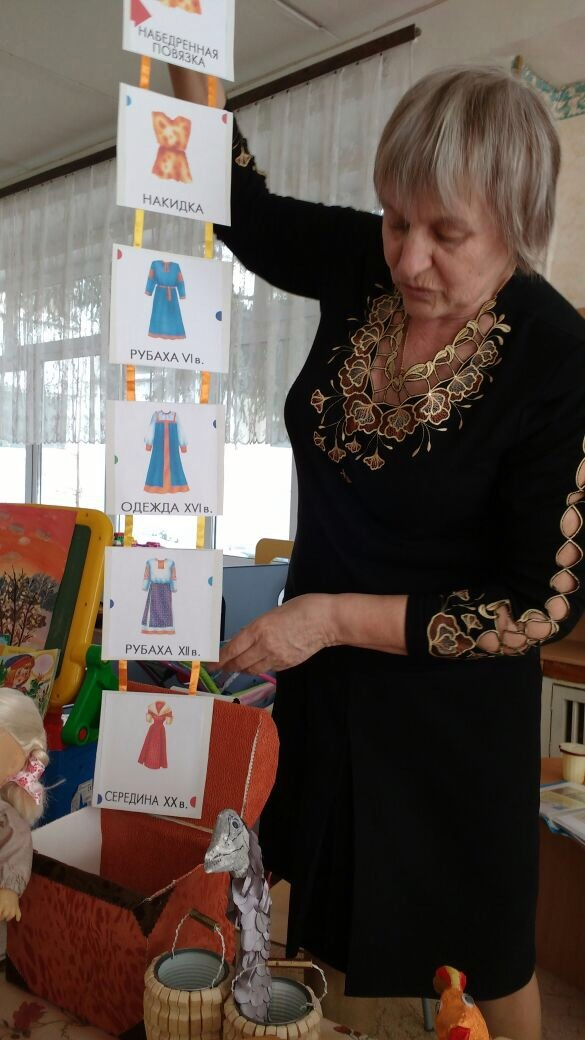 НАБЕДРЕННАЯ
ПОВЯЗКА
НАКИДКА
РУБАХА VI в.
ОДЕЖДА XVI в.
РУБАХА XII в.
СЕРЕДИНА XX в.